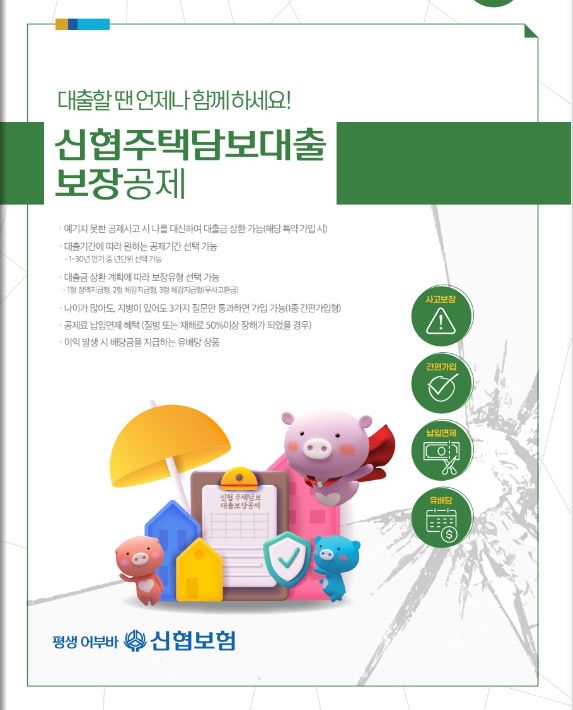 대출할 땐 언제나 함께 하세요!
신협주택담보대출
보장공제
· 예기치 못한 공제사고 시 나를 대신하여 대출금 상환 가능(해당 특약 가입 시)
· 대출기간에 따라 원하는 공제기간 선택 가능
- 1~30년 만기 중 년단위 선택 가능
· 대출금 상환 계획에 따라 보장유형 선택 가능
- 1형 정액지급형, 2형 체감지급형, 3형 체감지급형(무사고환급)
· 나이가 많아도, 지병이 있어도 3가지 질문만 통과하면 가입 가능(1종 간편가입형)
· 공제료 납입면제 혜택 (질병 또는 재해로 50%이상 장해가 되었을 경우)
· 이익 발생 시 배당금을 지급하는 유배당 상품
사고보장
간편가입
납입면제
유배당
신협 주택담보
대출보장공제
평생 어부바 신협보험